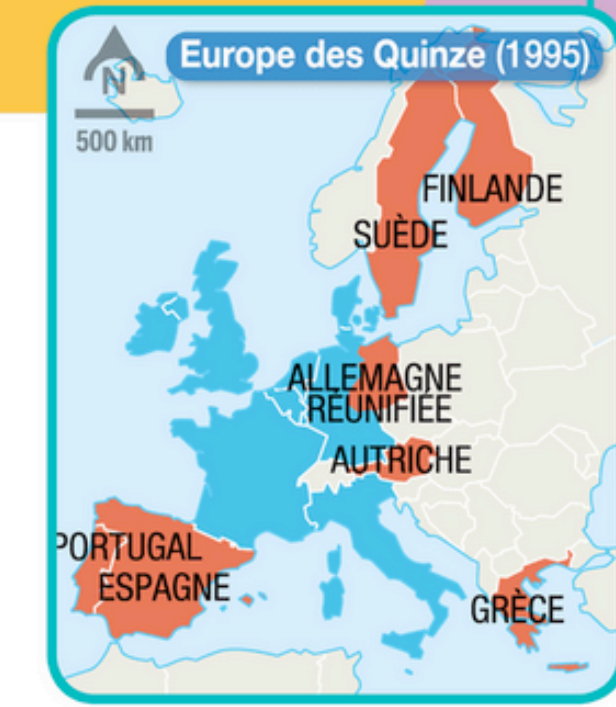 Europe des Quinze (1995)
N
500 km
FINLANDE
SUÈDE
ALLEMAGNE
RÉUNIFIÉE
AUTRICHE
PORTUGAL
ESPAGNE
GRÈCE